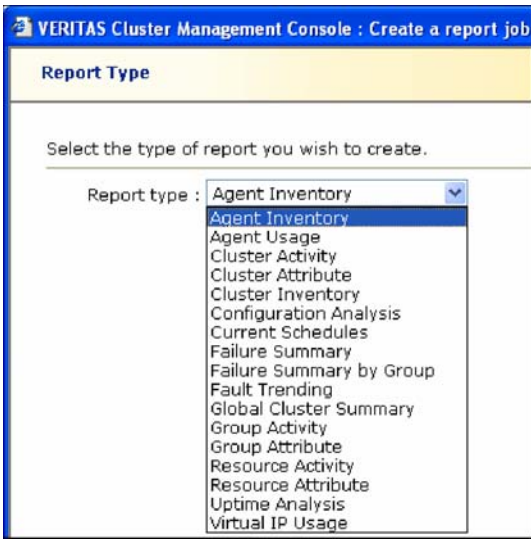 VERITAS Cluster Management Console : Create a report job
Report Type
Select the type of report you wish to create.
Report type : Agent Inventory
Agent Inventory
Agent Usage
Cluster Activity
Cluster Attribute
Cluster Inventory
Configuration Analysis
Current Schedules
Failure Summary
Failure Summary by Group
Fault Trending
Global Cluster Summary
Group Activity
Group Attribute
Resource Activity
Resource Attribute
Uptime Analysis
Virtual IP Usage